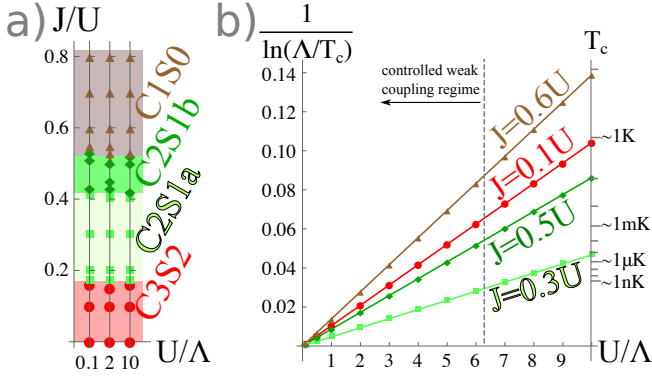 a)
J/U
0.8
0.6
0.4
0.2
C1S0
C2S1b
C2S1a
C3S2
0.1 2 10
U/Λ
b)
1
ln(Λ/T_c)
0.14
0.12
0.10
0.08
0.06
0.04
0.02
controlled weak
coupling regime
J=0.6U
J=0.1U
J=0.5U
J=0.3U
T_c
~1K
~1mK
~1μK
~1nK
1 2 3 4 5 6 7 8 9
U/Λ